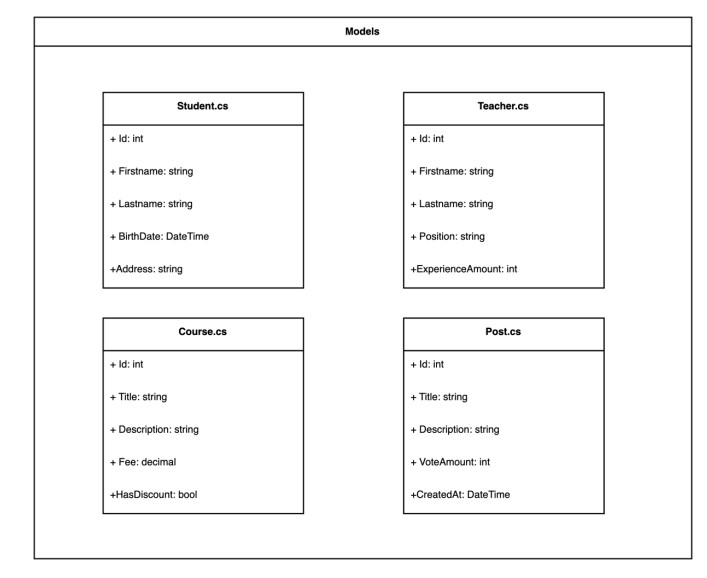 Models
Student.cs
+ Id: int
+ Firstname: string
+ Lastname: string
+ BirthDate: DateTime
+Address: string
Teacher.cs
+ Id: int
+ Firstname: string
+ Lastname: string
+ Position: string
+ExperienceAmount: int
Course.cs
+ Id: int
+ Title: string
+ Description: string
+ Fee: decimal
+HasDiscount: bool
Post.cs
+ Id: int
+ Title: string
+ Description: string
+ VoteAmount: int
+CreatedAt: DateTime